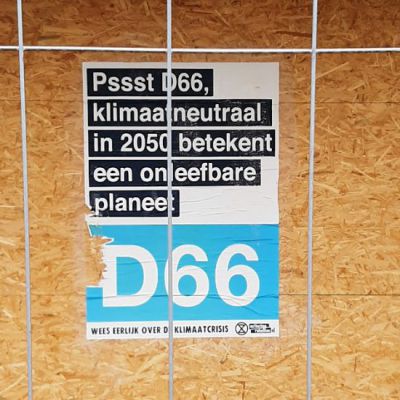 Pssst D66,
klimaatneutraal
in 2050 betekent
een onleefbare
planeet
D66
WEES EERLIJK OVER DE KLIMAATCRISIS